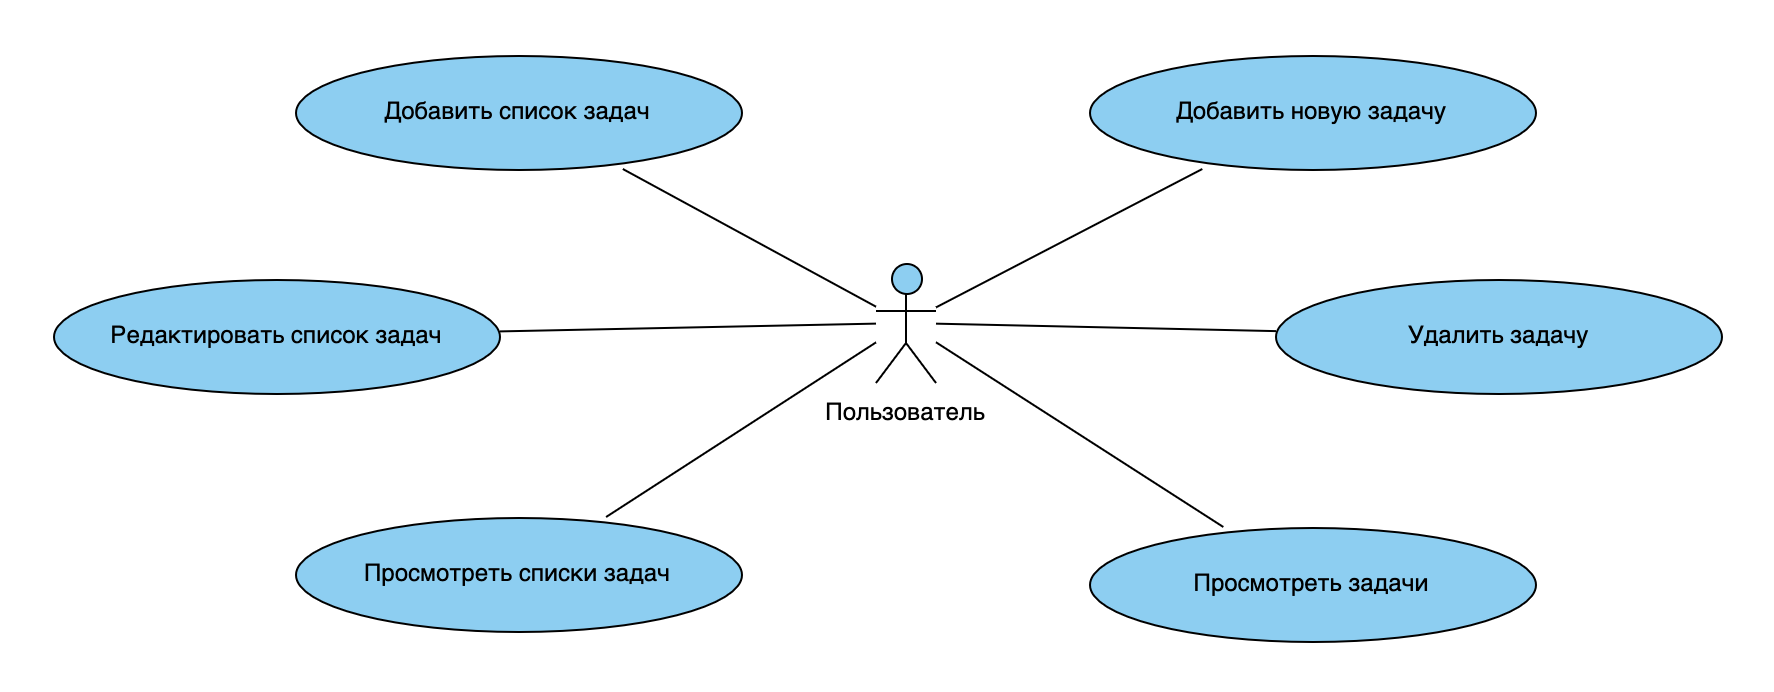 Добавить список задач
Добавить новую задачу
Редактировать список задач
Удалить задачу
Пользователь
Просмотреть списки задач
Просмотреть задачи